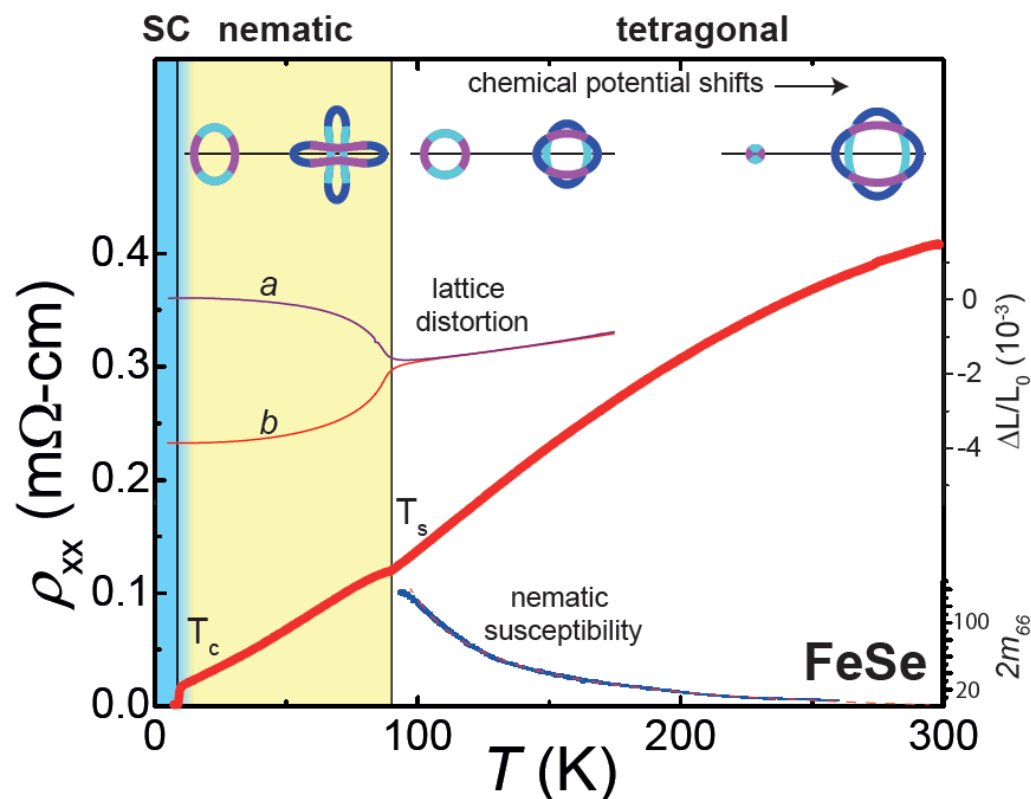 SC nematic tetragonal
chemical potential shifts
0.4
0.3
0.2
0.1
0.0
ρxx (mΩ-cm)
a
b
lattice
distortion
Ts
Tc
nematic
susceptibility
FeSe
0
-2
-4
ΔL/L0 (10-3)
100
20
2m66
0 100 200 300
T (K)